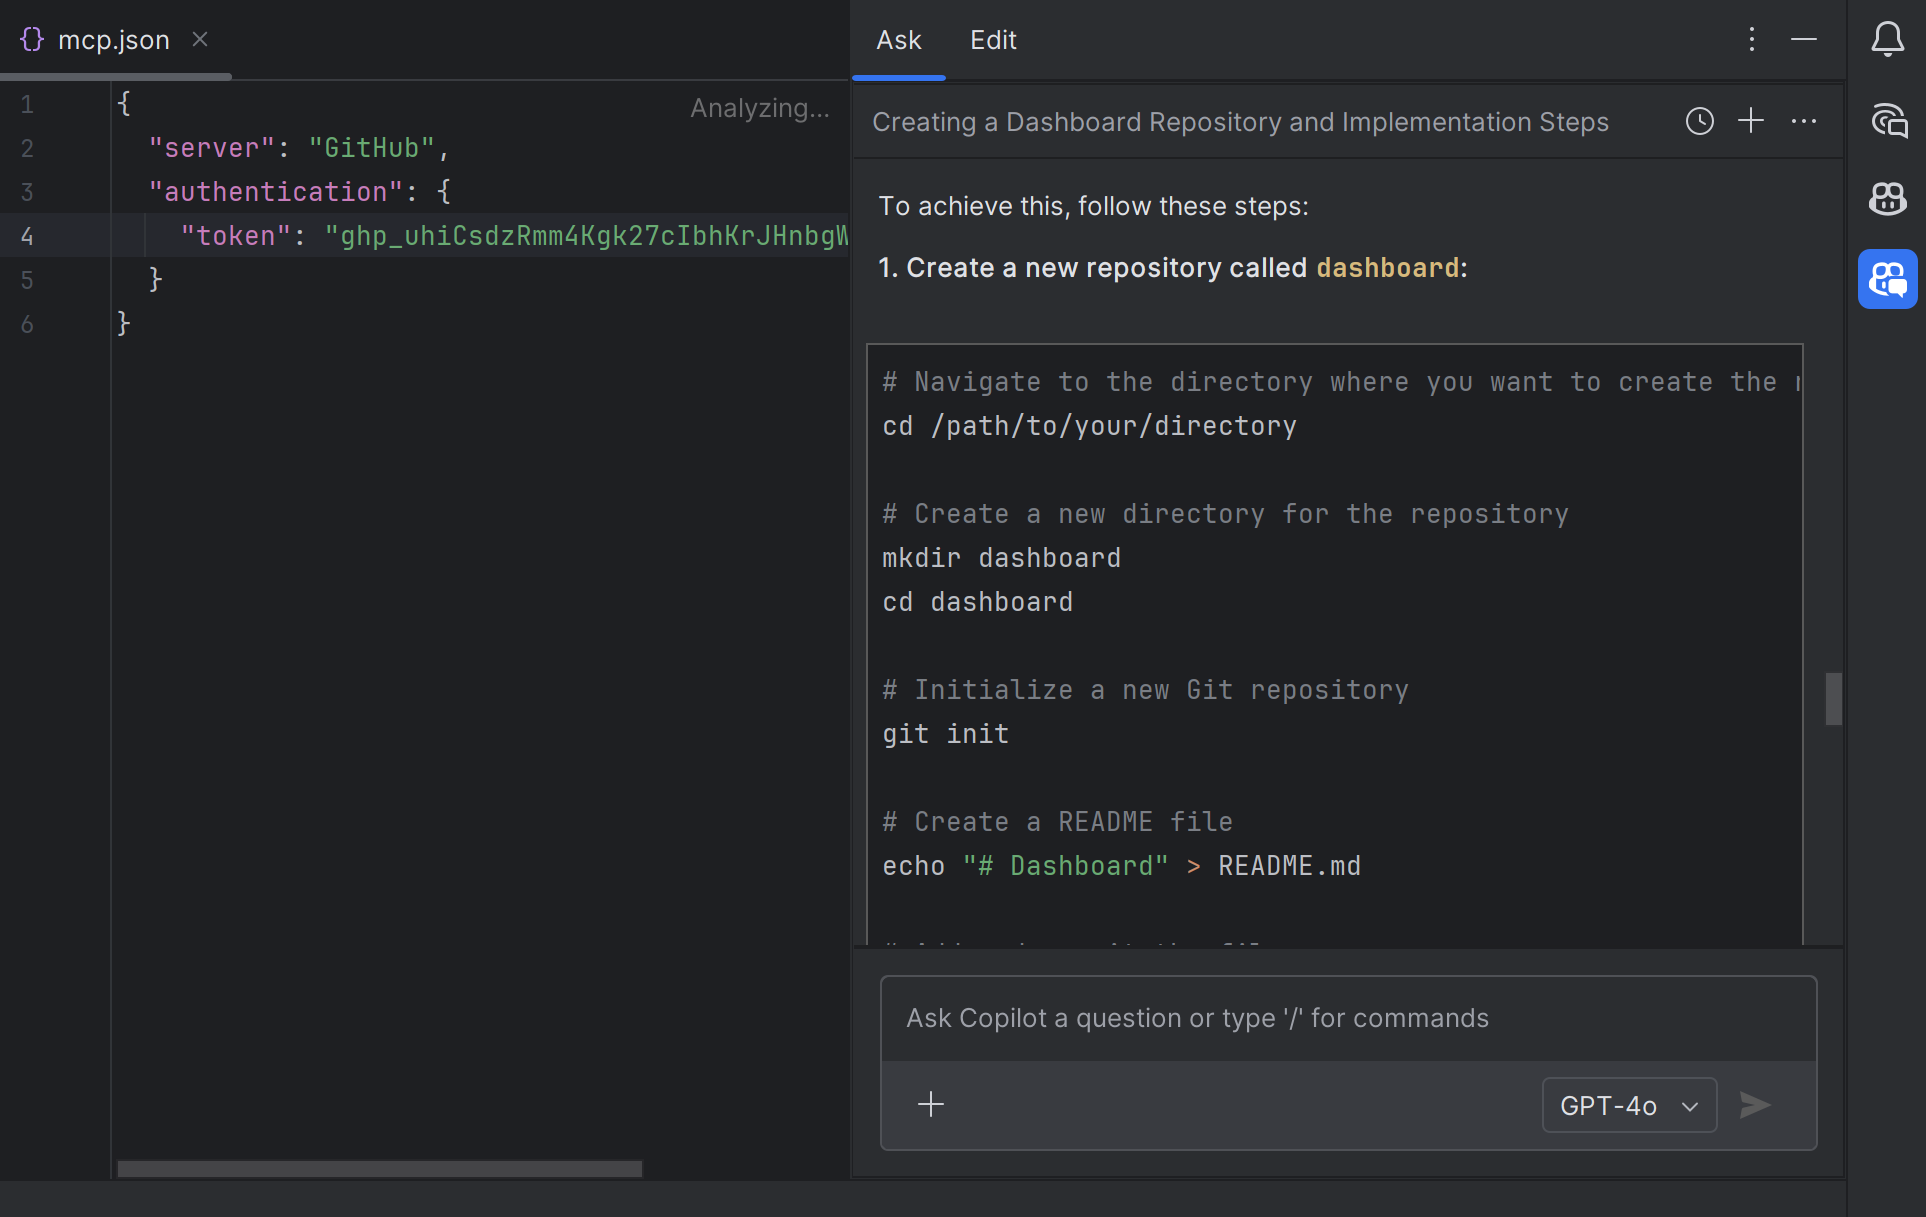 mcp.json
1 {
Analyzing...
2 "server": "GitHub",
3 "authentication": {
4 "token": "ghp_uhiCsdzRmm4Kgk27cIbhKrJHnbgW
5 }
6 }
Ask Edit
Creating a Dashboard Repository and Implementation Steps
To achieve this, follow these steps:
1. Create a new repository called dashboard:
# Navigate to the directory where you want to create the
cd /path/to/your/directory
# Create a new directory for the repository
mkdir dashboard
cd dashboard
# Initialize a new Git repository
git init
# Create a README file
echo "# Dashboard" > README.md
Ask Copilot a question or type '/' for commands
GPT-4o